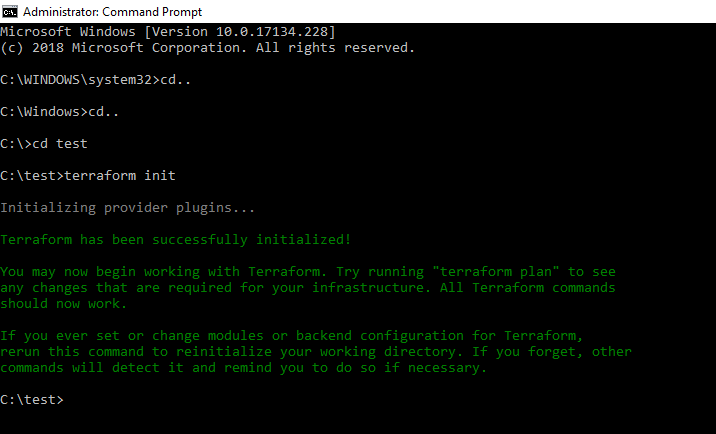 Administrator: Command Prompt
Microsoft Windows [Version 10.0.17134.228]
(c) 2018 Microsoft Corporation. All rights reserved.
C:\WINDOWS\system32>cd..
C:\Windows>cd..
C:\>cd test
C:\test>terraform init
Initializing provider plugins...
Terraform has been successfully initialized!
You may now begin working with Terraform. Try running "terraform plan" to see
any changes that are required for your infrastructure. All Terraform commands
should now work.
If you ever set or change modules or backend configuration for Terraform,
rerun this command to reinitialize your working directory. If you forget, other
commands will detect it and remind you to do so if necessary.
C:\test>